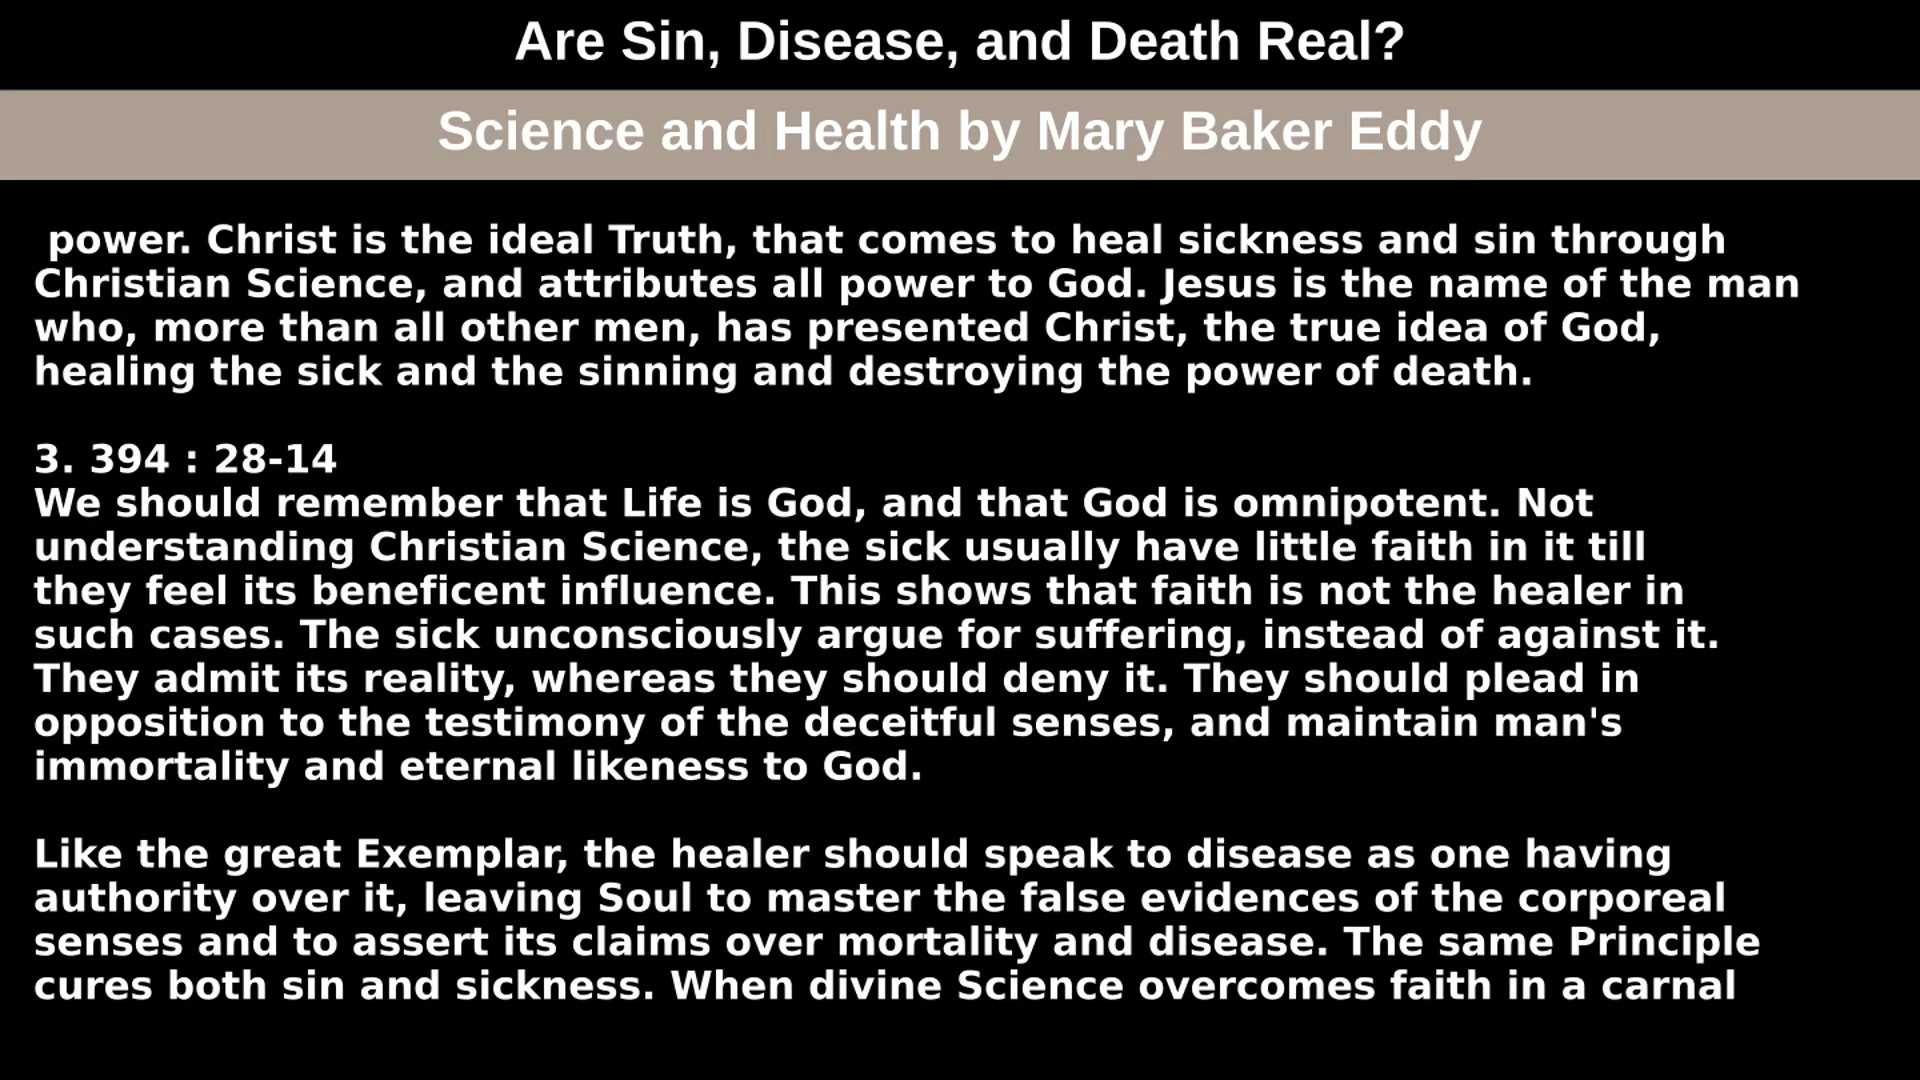 Are Sin, Disease, and Death Real?
Science and Health by Mary Baker Eddy
power. Christ is the ideal Truth, that comes to heal sickness and sin through
Christian Science, and attributes all power to God. Jesus is the name of the man
who, more than all other men, has presented Christ, the true idea of God,
healing the sick and the sinning and destroying the power of death.
3. 394 : 28-14
We should remember that Life is God, and that God is omnipotent. Not
understanding Christian Science, the sick usually have little faith in it till
they feel its beneficent influence. This shows that faith is not the healer in
such cases. The sick unconsciously argue for suffering, instead of against it.
They admit its reality, whereas they should deny it. They should plead in
opposition to the testimony of the deceitful senses, and maintain man's
immortality and eternal likeness to God.
Like the great Exemplar, the healer should speak to disease as one having
authority over it, leaving Soul to master the false evidences of the corporeal
senses and to assert its claims over mortality and disease. The same Principle
cures both sin and sickness. When divine Science overcomes faith in a carnal